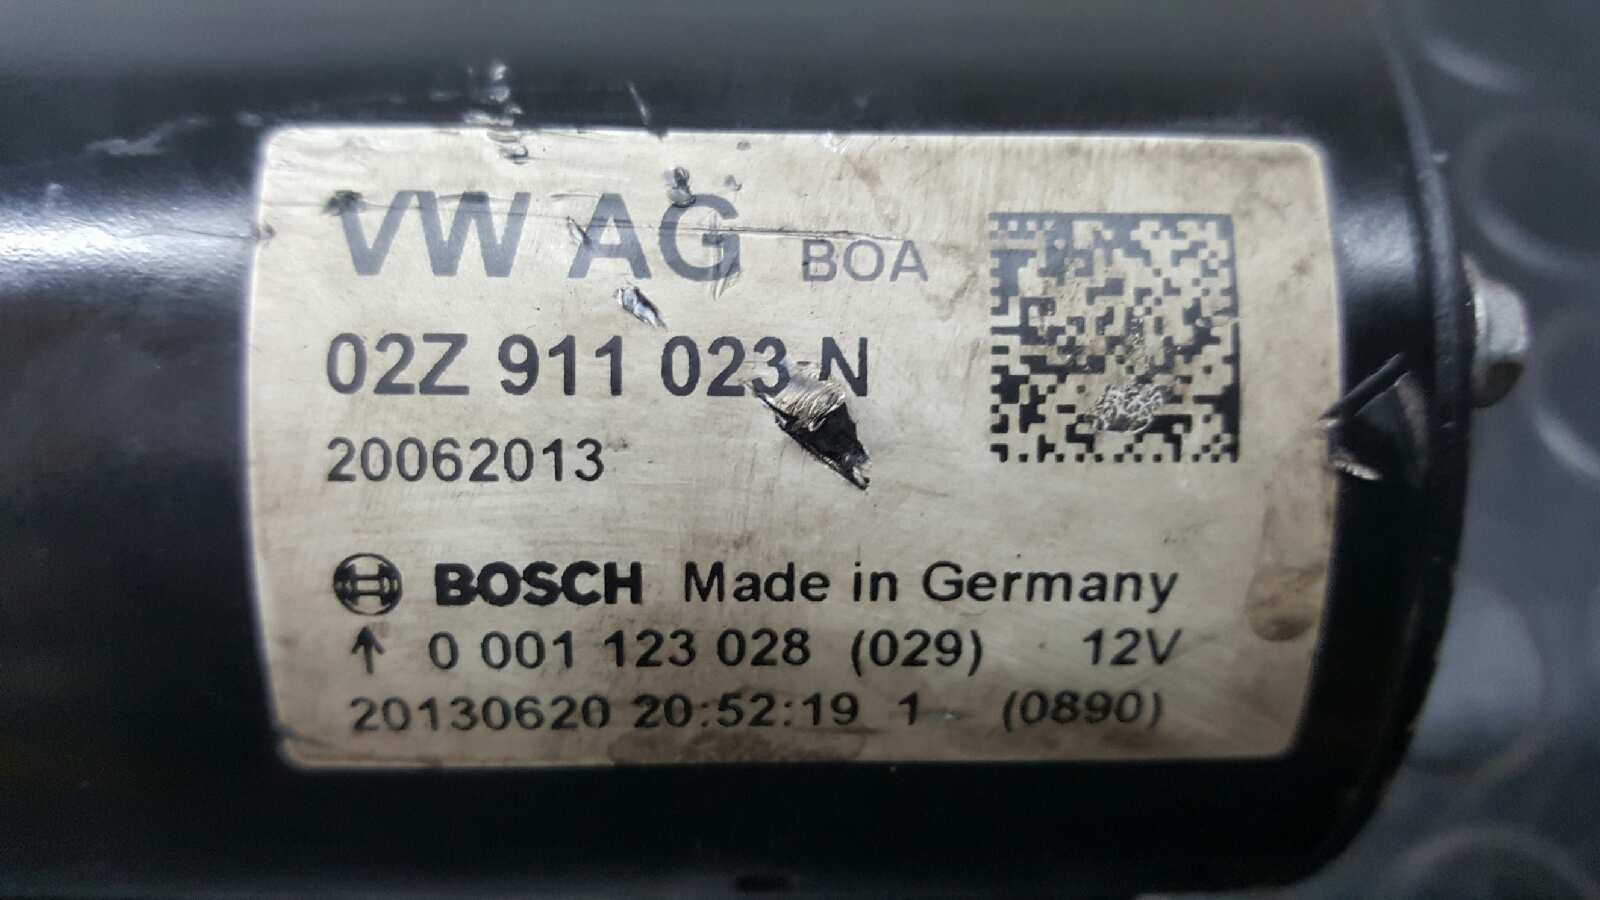 VW AG BOA
02Z 911 023 N
20062013
BOSCH Made in Germany
↑ 0 001 123 028 (029) 12V
20130620 20:52:19 1 (0890)